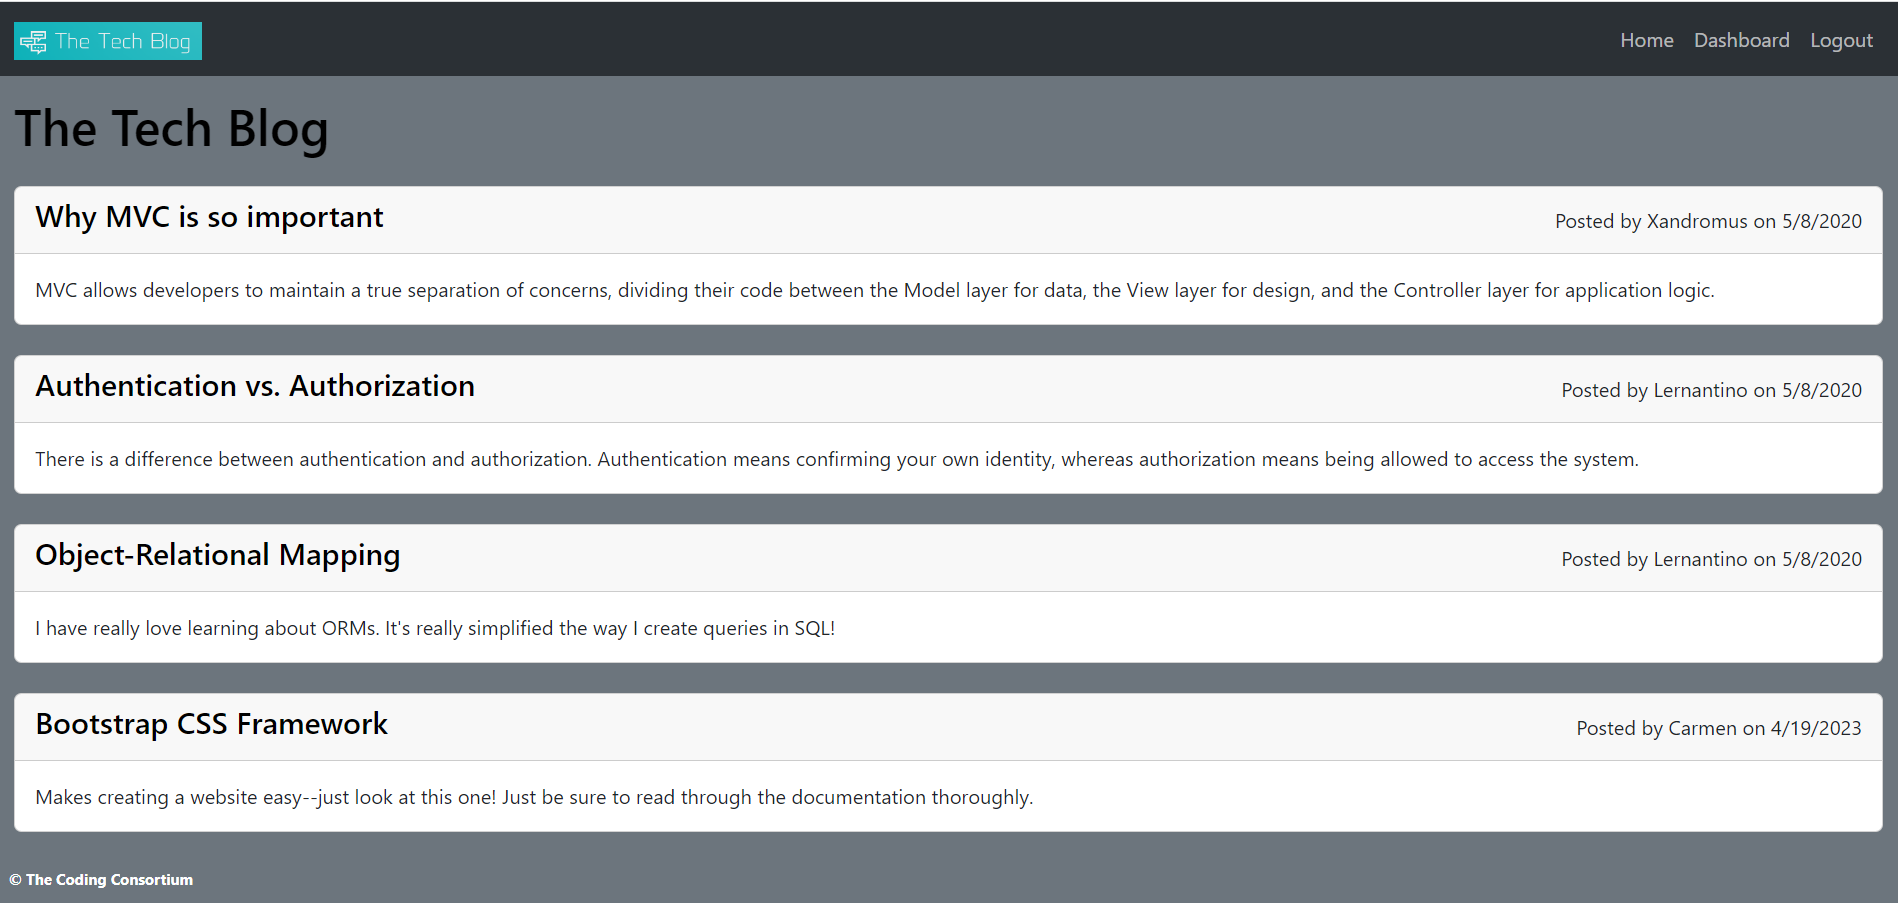 The Tech Blog
Home Dashboard Logout
The Tech Blog
Why MVC is so important
Posted by Xandromus on 5/8/2020
MVC allows developers to maintain a true separation of concerns, dividing their code between the Model layer for data, the View layer for design, and the Controller layer for application logic.
Authentication vs. Authorization
Posted by Lernantino on 5/8/2020
There is a difference between authentication and authorization. Authentication means confirming your own identity, whereas authorization means being allowed to access the system.
Object-Relational Mapping
Posted by Lernantino on 5/8/2020
I have really love learning about ORMs. It's really simplified the way I create queries in SQL!
Bootstrap CSS Framework
Posted by Carmen on 4/19/2023
Makes creating a website easy--just look at this one! Just be sure to read through the documentation thoroughly.
© The Coding Consortium